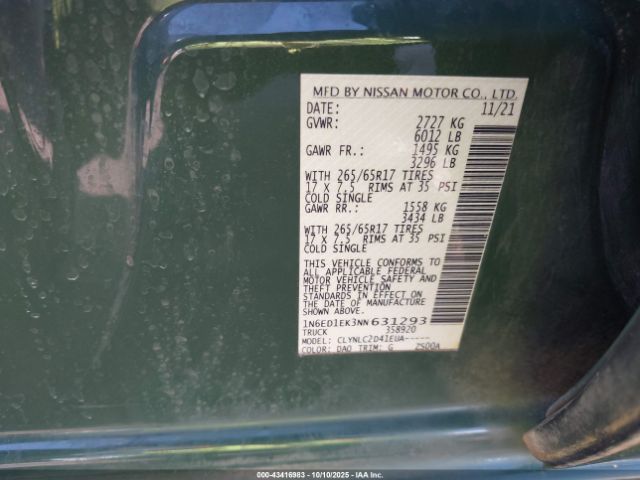 MFD BY NISSAN MOTOR CO., LTD.
DATE: 11/21
GVWR: 2727 KG
6012 LB
GAWR FR.: 1495 KG
3296 LB
WITH 265/65R17 TIRES
17 X 7.5 RIMS AT 35 PSI
COLD SINGLE
GAWR RR.: 1558 KG
3434 LB
WITH 265/65R17 TIRES
17 X 7.5 RIMS AT 35 PSI
COLD SINGLE
THIS VEHICLE CONFORMS TO
ALL APPLICABLE FEDERAL
MOTOR VEHICLE SAFETY AND
THEFT PREVENTION
STANDARDS IN EFFECT ON
THE DATE OF MANUFACTURE
SHOWN ABOVE.
1N6ED1EK3NN631293
TRUCK 358920
MODEL: CLYNLC2D41EUA-----
COLOR: DAQ TRIM: G 2500A
000-43416983 - 10/10/2025 - IAA Inc.